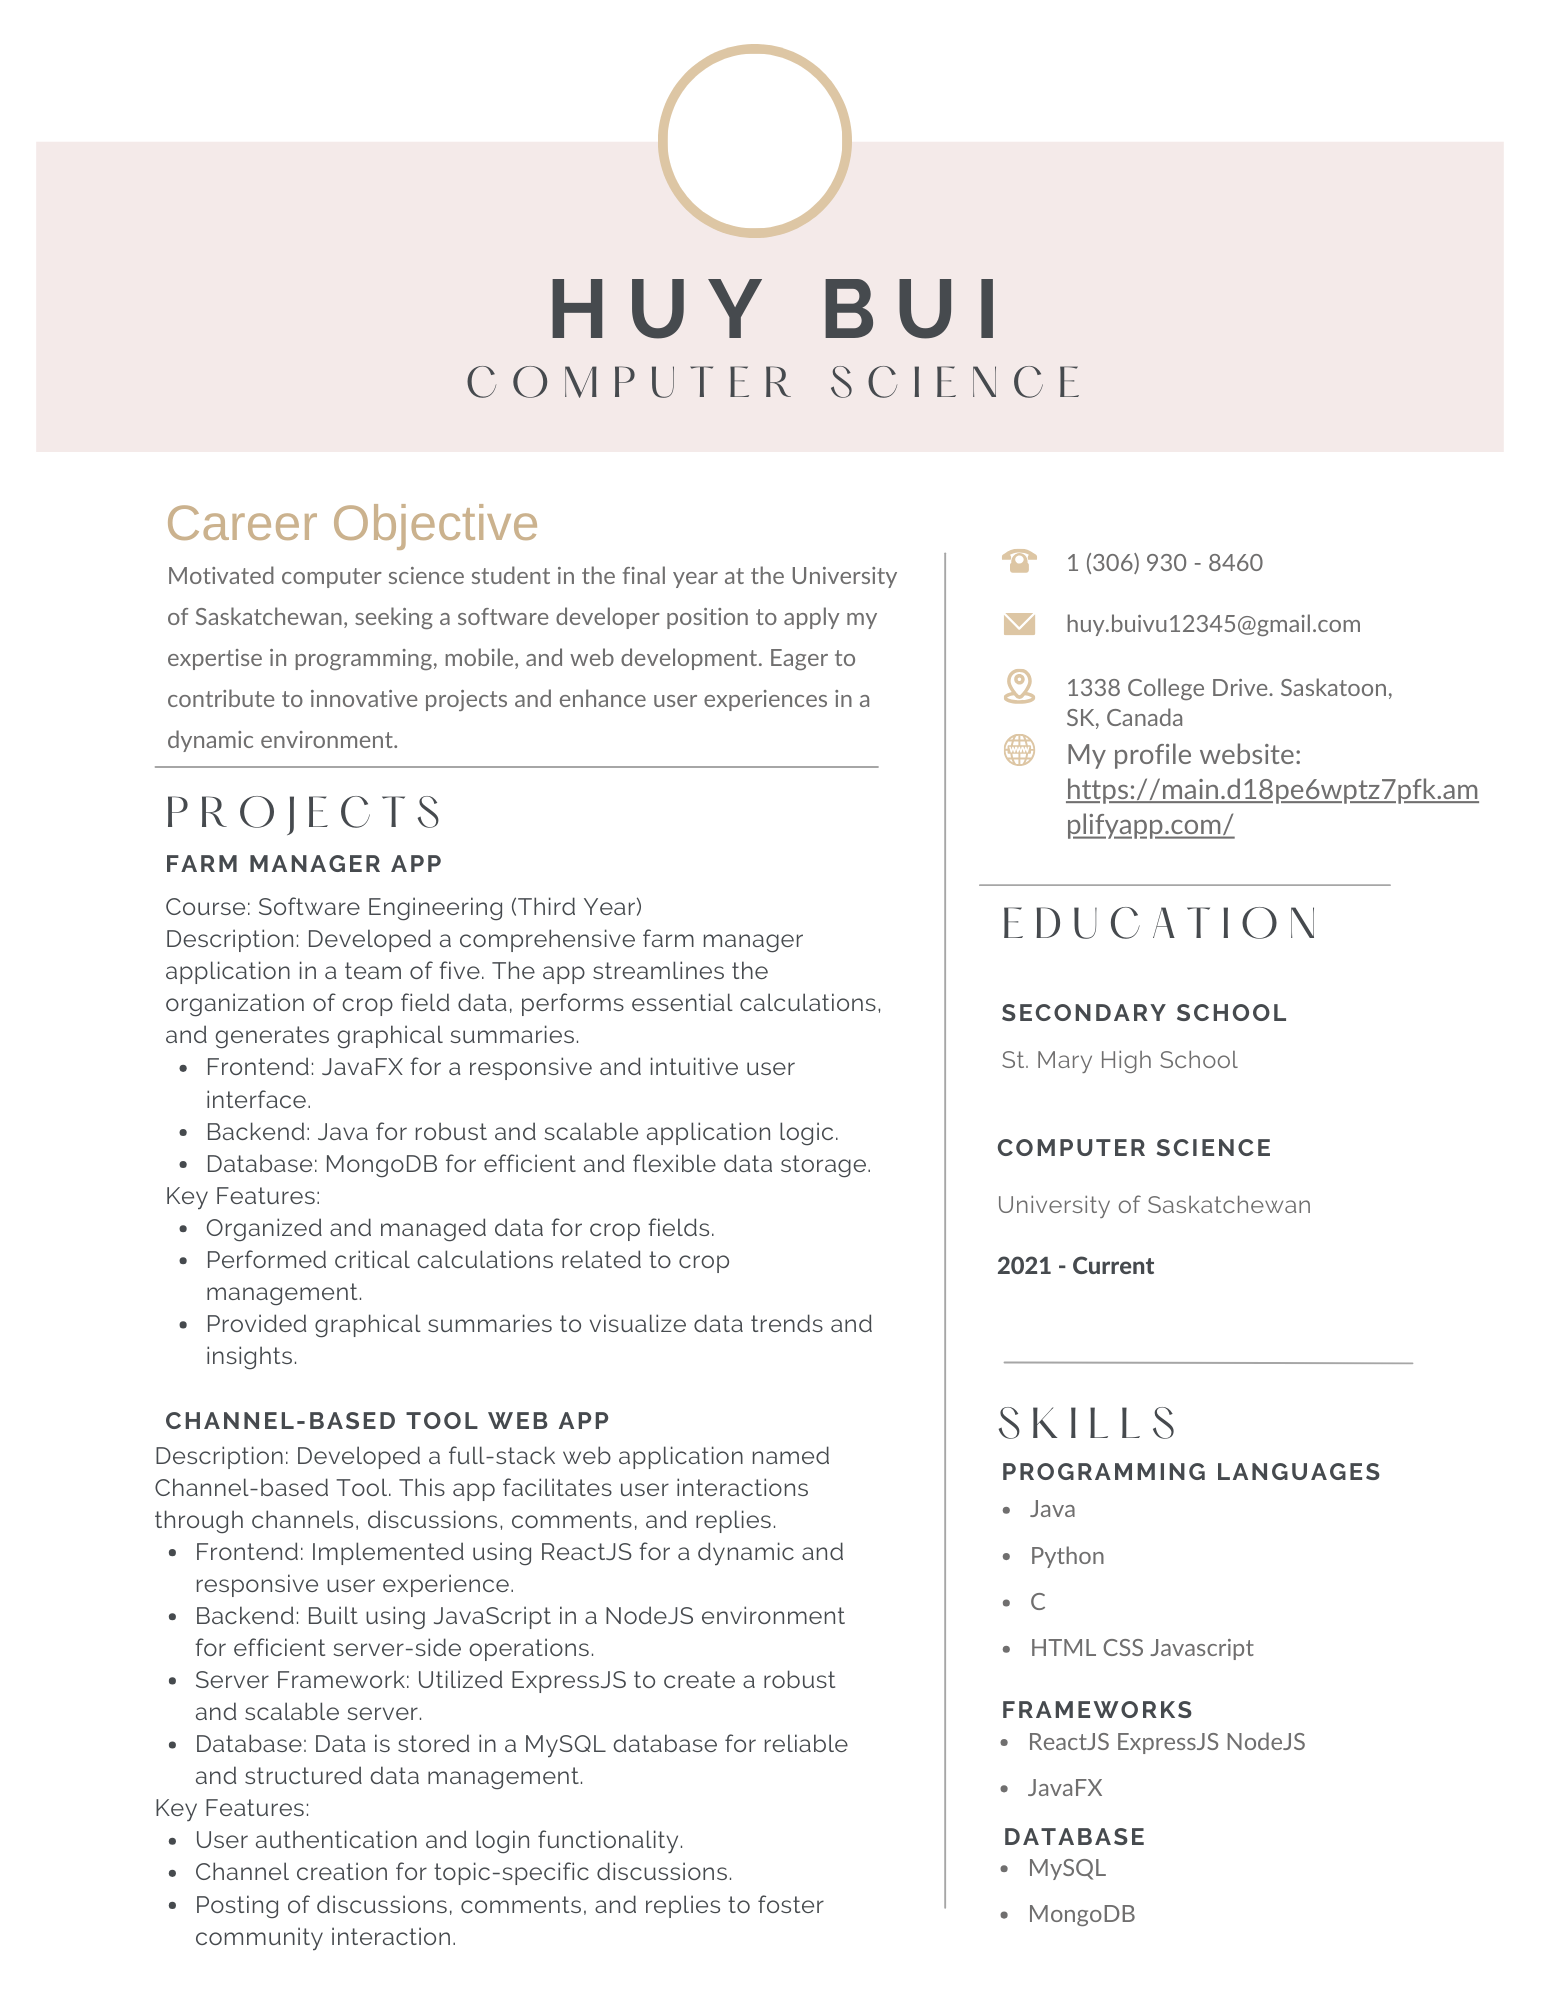 HUY BUI
COMPUTER SCIENCE
Career Objective
Motivated computer science student in the final year at the University
of Saskatchewan, seeking a software developer position to apply my
expertise in programming, mobile, and web development. Eager to
contribute to innovative projects and enhance user experiences in a
dynamic environment.
PROJECTS
FARM MANAGER APP
Course: Software Engineering (Third Year)
Description: Developed a comprehensive farm manager
application in a team of five. The app streamlines the
organization of crop field data, performs essential calculations,
and generates graphical summaries.
• Frontend: JavaFX for a responsive and intuitive user
interface.
• Backend: Java for robust and scalable application logic.
• Database: MongoDB for efficient and flexible data storage.
Key Features:
• Organized and managed data for crop fields.
• Performed critical calculations related to crop
management.
• Provided graphical summaries to visualize data trends and
insights.
CHANNEL-BASED TOOL WEB APP
Description: Developed a full-stack web application named
Channel-based Tool. This app facilitates user interactions
through channels, discussions, comments, and replies.
• Frontend: Implemented using ReactJS for a dynamic and
responsive user experience.
• Backend: Built using JavaScript in a NodeJS environment
for efficient server-side operations.
• Server Framework: Utilized ExpressJS to create a robust
and scalable server.
• Database: Data is stored in a MySQL database for reliable
and structured data management.
Key Features:
• User authentication and login functionality.
• Channel creation for topic-specific discussions.
• Posting of discussions, comments, and replies to foster
community interaction.
1 (306) 930 - 8460
huy.buivu12345@gmail.com
1338 College Drive. Saskatoon,
SK, Canada
My profile website:
https://main.d18pe6wptz7pfk.am
plifyapp.com/
EDUCATION
SECONDARY SCHOOL
St. Mary High School
COMPUTER SCIENCE
University of Saskatchewan
2021 - Current
SKILLS
PROGRAMMING LANGUAGES
• Java
• Python
• C
• HTML CSS Javascript
FRAMEWORKS
• ReactJS ExpressJS NodeJS
• JavaFX
DATABASE
• MySQL
• MongoDB